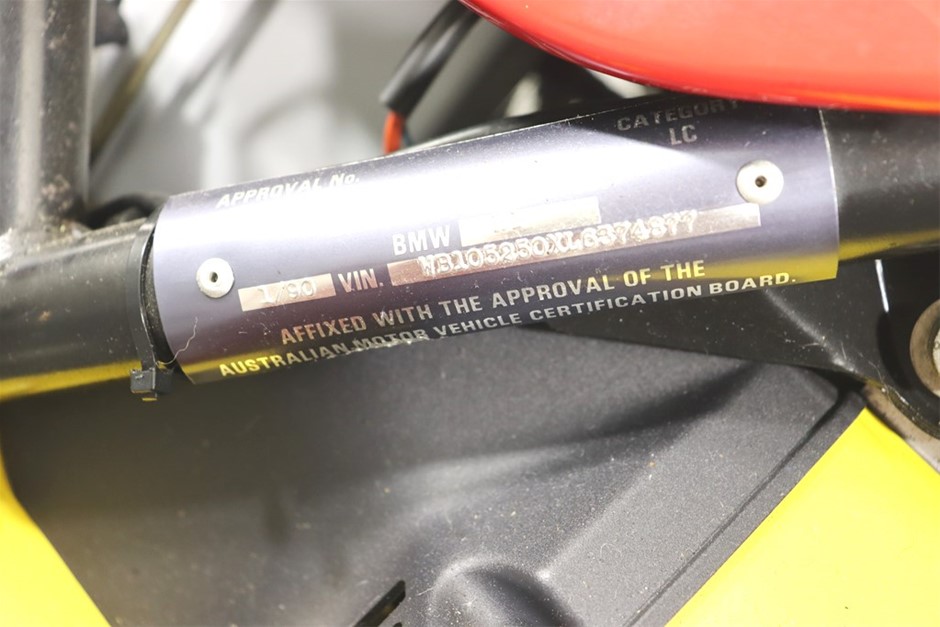 CATEGORY
LC
APPROVAL No.
BMW
1/90 VIN. WB105250XL6374877
AFFIXED WITH THE APPROVAL OF THE
AUSTRALIAN MOTOR VEHICLE CERTIFICATION BOARD.